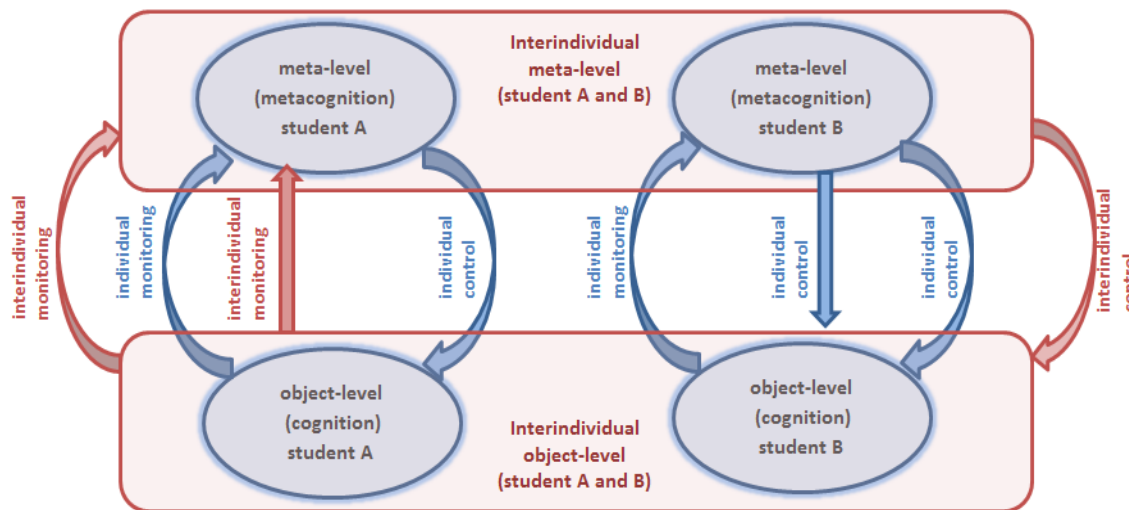 Interindividual
meta-level
(student A and B)
meta-level
(metacognition)
student A
meta-level
(metacognition)
student B
interindividual
monitoring
individual
monitoring
interindividual
monitoring
individual
control
individual
monitoring
individual
control
individual
control
interindividual
control
object-level
(cognition)
student A
Interindividual
object-level
(student A and B)
object-level
(cognition)
student B